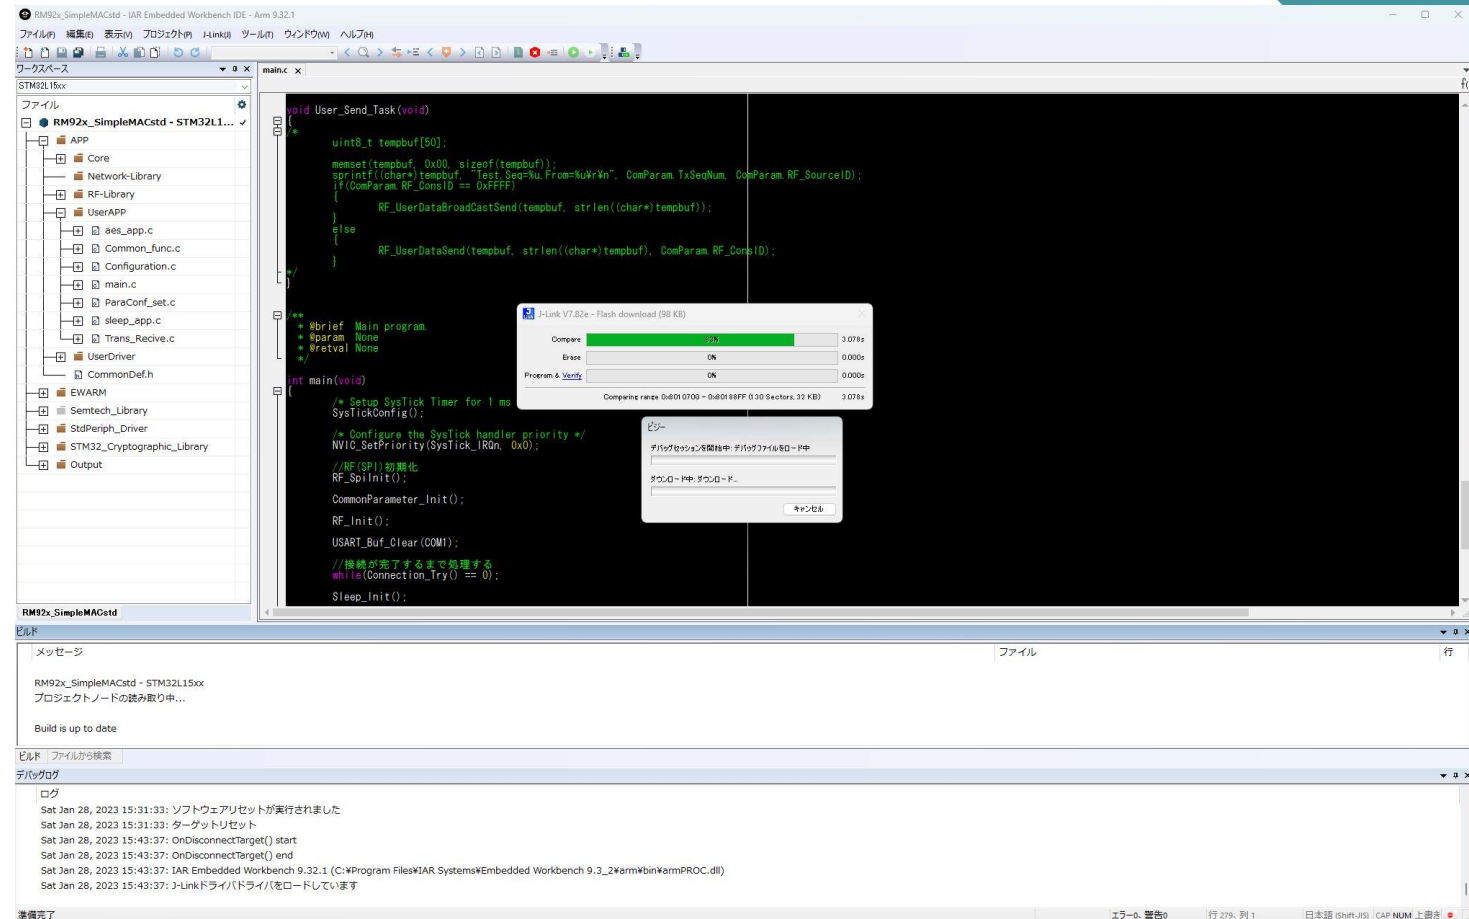 RM92x_SimpleMACstd - IAR Embedded Workbench IDE - Arm 9.32.1
ファイル(F) 編集(E) 表示(V) プロジェクト(P) J-Link(J) ツール(T) ウィンドウ(W) ヘルプ(H)
ワークスペース
STM32L15xx
ファイル
RM92x_SimpleMACstd - STM32L1...
APP
Core
Network-Library
RF-Library
UserAPP
aes_app.c
Common_func.c
Configuration.c
main.c
ParaConf_set.c
sleep_app.c
Trans_Recive.c
UserDriver
CommonDef.h
EWARM
Semtech_Library
StdPeriph_Driver
STM32_Cryptographic_Library
Output
RM92x_SimpleMACstd
main.c
void User_Send_Task(void)
{
/*
uint8_t tempbuf[50];
memset(tempbuf, 0x00, sizeof(tempbuf));
sprintf((char*)tempbuf, "Test,Seq=%u,From=%u¥r¥n", ComParam.TxSeqNum, ComParam.RF_SourceID);
if(ComParam.RF_ConsID == 0xFFFF)
{
RF_UserDataBroadCastSend(tempbuf, strlen((char*)tempbuf));
}
else
{
RF_UserDataSend(tempbuf, strlen((char*)tempbuf), ComParam.RF_ConsID);
}
*/
}
/**
* @brief Main program.
* @param None
* @retval None
*/
int main(void)
{
/* Setup SysTick Timer for 1 ms
SysTickConfig();
/* Configure the SysTick handler priority */
NVIC_SetPriority(SysTick_IRQn, 0x0);
//RF(SPI)初期化
RF_SpiInit();
CommonParameter_Init();
RF_Init();
USART_Buf_Clear(COM1);
//接続が完了するまで処理する
while(Connection_Try() == 0);
Sleep_Init();
J-Link V7.82e - Flash download (98 KB)
Compare 3.078s
Erase 0% 0.000s
Program & Verify 0% 0.000s
Comparing range 0x8010700 - 0x80188FF (130 Sectors, 32 KB) 3.078s
ビジー
デバッグセッションを開始中: デバッグファイルをロード中
ダウンロード中: ダウンロード...
キャンセル
ビルド
メッセージ ファイル 行
RM92x_SimpleMACstd - STM32L15xx
プロジェクトノードの読み取り中...
Build is up to date
ビルド ファイルから検索
デバッグログ
ログ
Sat Jan 28, 2023 15:31:33: ソフトウェアリセットが実行されました
Sat Jan 28, 2023 15:31:33: ターゲットリセット
Sat Jan 28, 2023 15:43:37: OnDisconnectTarget() start
Sat Jan 28, 2023 15:43:37: OnDisconnectTarget() end
Sat Jan 28, 2023 15:43:37: IAR Embedded Workbench 9.32.1 (C:¥Program Files¥IAR Systems¥Embedded Workbench 9.3_2¥arm¥bin¥armPROC.dll)
Sat Jan 28, 2023 15:43:37: J-Linkドライバドライバをロードしています
準備完了 エラー0、警告0 行 279、列 1 日本語 (Shift-JIS) CAP NUM 上書き